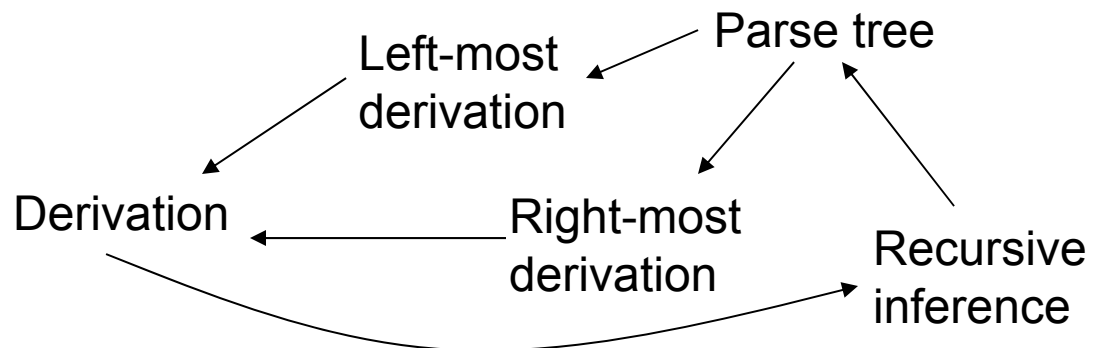 Parse tree
Left-most
derivation
Derivation
Right-most
derivation
Recursive
inference